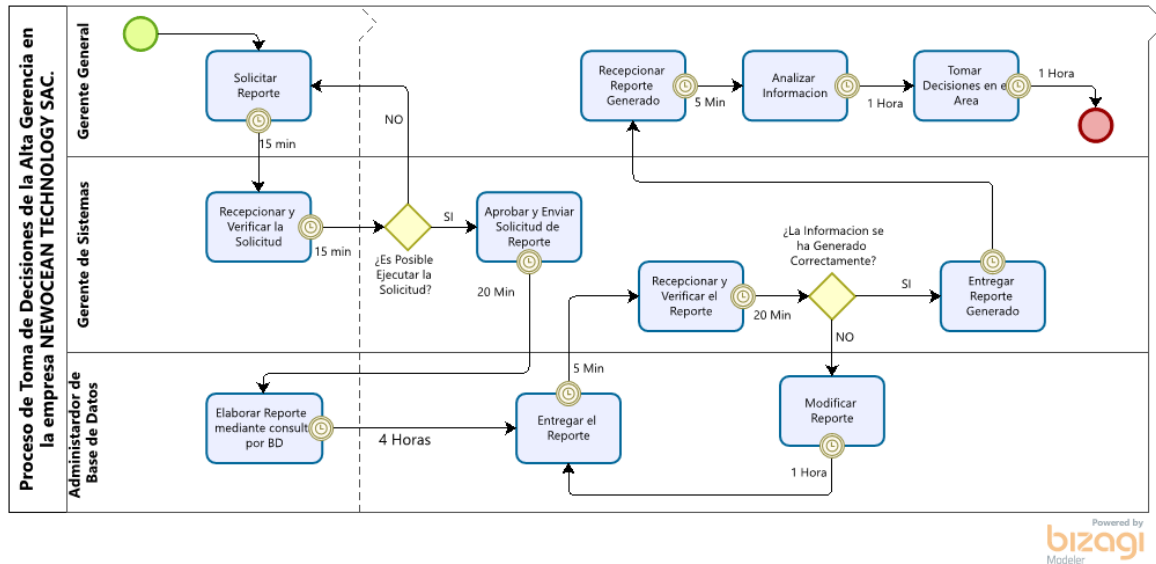 Proceso de Toma de Decisiones de la Alta Gerencia en
la empresa NEWOCEAN TECHNOLOGY SAC.
Gerente General
Solicitar
Reporte
15 min
NO
Recepcionar
Reporte
Generado
5 Min
Analizar
Informacion
1 Hora
Tomar
Decisiones en e
Area
1 Hora
Gerente de Sistemas
Recepcionar y
Verificar la
Solicitud
15 min
¿Es Posible
Ejecutar la
Solicitud?
SI
Aprobar y Enviar
Solicitud de
Reporte
20 Min
Recepcionar y
Verificar el
Reporte
20 Min
¿La Informacion se
ha Generado
Correctamente?
SI
NO
Entregar
Reporte
Generado
Administardor de
Base de Datos
Elaborar Reporte
mediante consult
por BD
4 Horas
Entregar el
Reporte
5 Min
Modificar
Reporte
1 Hora
Powered by
bizagi
Modeler